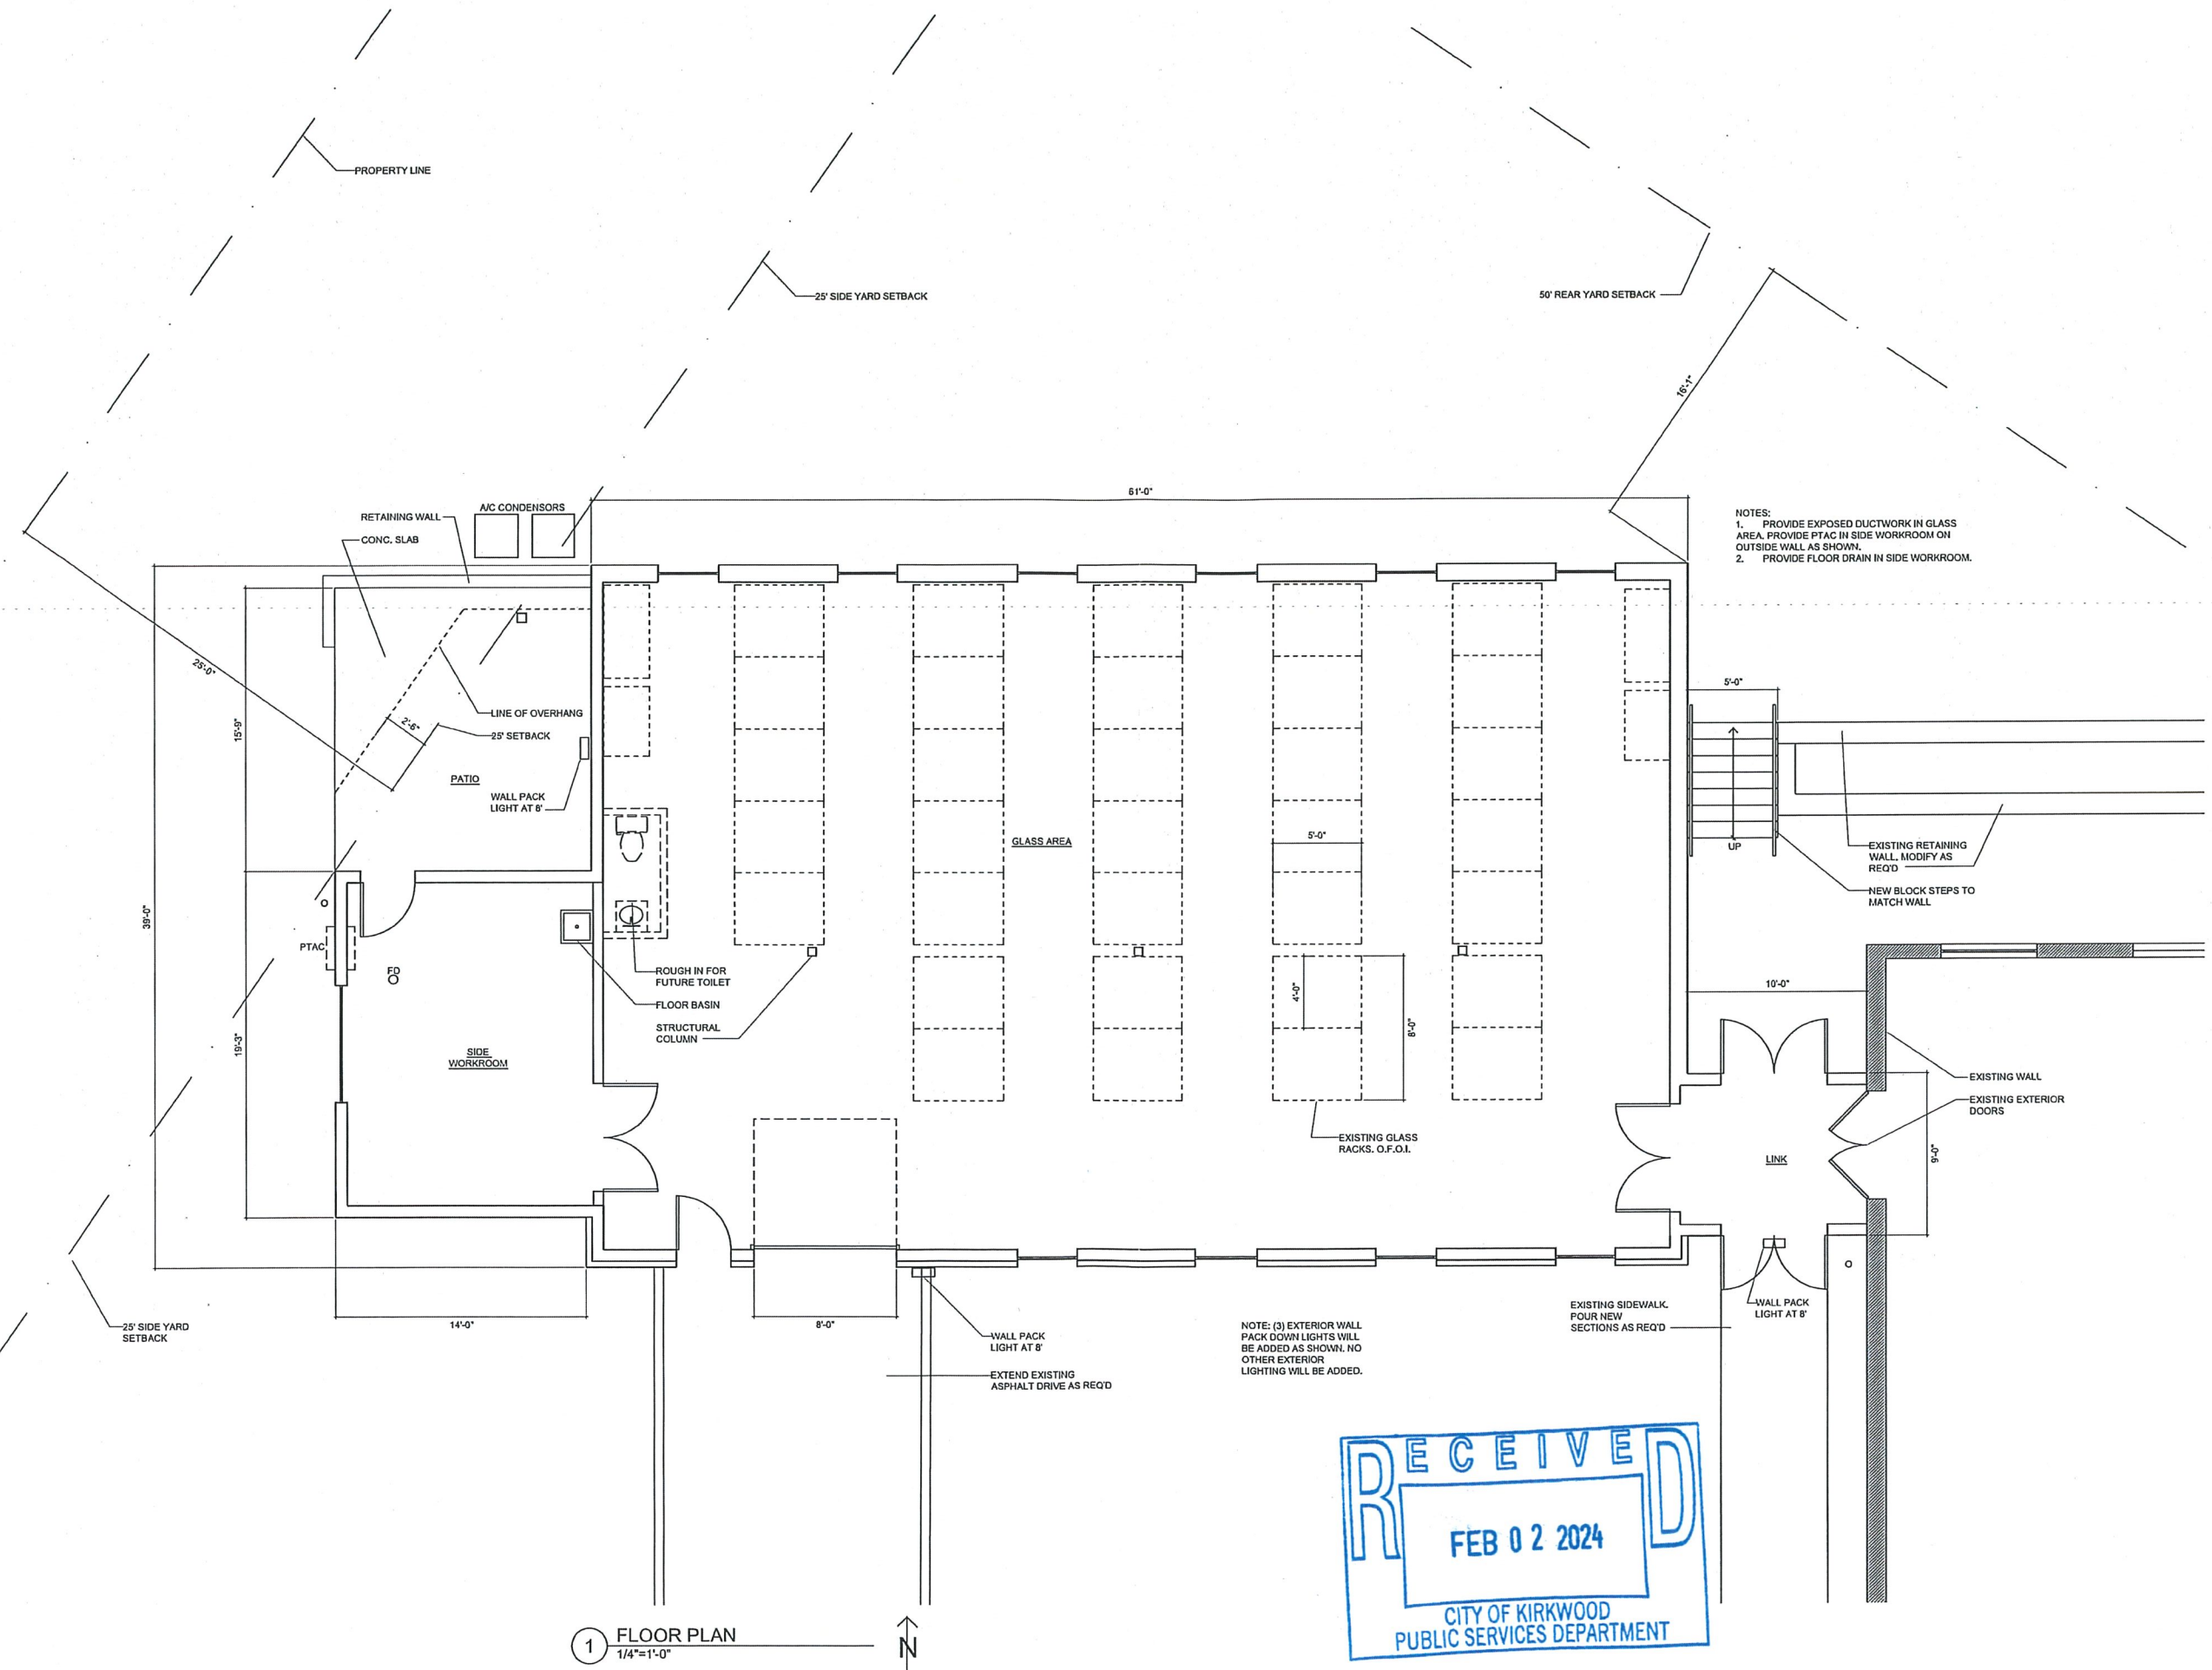 PROPERTY LINE
25' SIDE YARD SETBACK
50' REAR YARD SETBACK
16'-1"
61'-0"
NOTES:
1. PROVIDE EXPOSED DUCTWORK IN GLASS
AREA. PROVIDE PTAC IN SIDE WORKROOM ON
OUTSIDE WALL AS SHOWN.
2. PROVIDE FLOOR DRAIN IN SIDE WORKROOM.
A/C CONDENSORS
RETAINING WALL
CONC. SLAB
25'-0"
15'-9"
LINE OF OVERHANG
2'-6"
25' SETBACK
PATIO
WALL PACK
LIGHT AT 8'
GLASS AREA
5'-0"
5'-0"
UP
EXISTING RETAINING
WALL. MODIFY AS
REQ'D
NEW BLOCK STEPS TO
MATCH WALL
39'-0"
PTAC
FD
ROUGH IN FOR
FUTURE TOILET
FLOOR BASIN
STRUCTURAL
COLUMN
4'-0"
8'-0"
10'-0"
19'-3"
SIDE
WORKROOM
EXISTING WALL
EXISTING EXTERIOR
DOORS
EXISTING GLASS
RACKS. O.F.O.I.
LINK
9'-0"
25' SIDE YARD
SETBACK
14'-0"
8'-0"
WALL PACK
LIGHT AT 8'
EXTEND EXISTING
ASPHALT DRIVE AS REQ'D
NOTE: (3) EXTERIOR WALL
PACK DOWN LIGHTS WILL
BE ADDED AS SHOWN. NO
OTHER EXTERIOR
LIGHTING WILL BE ADDED.
EXISTING SIDEWALK.
POUR NEW
SECTIONS AS REQ'D
WALL PACK
LIGHT AT 8'
RECEIVED
FEB 02 2024
CITY OF KIRKWOOD
PUBLIC SERVICES DEPARTMENT
1 FLOOR PLAN
1/4"=1'-0"
N